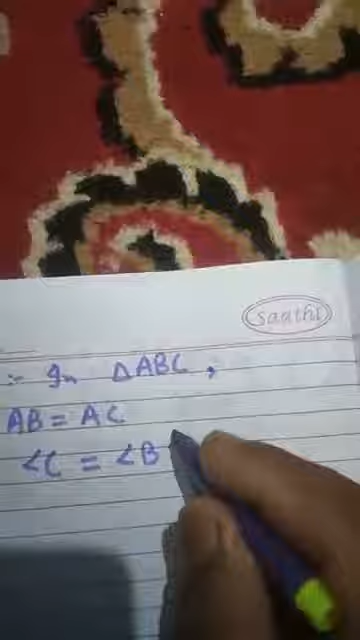 saathi
:- In ΔABC,
AB = AC
∠C = ∠B